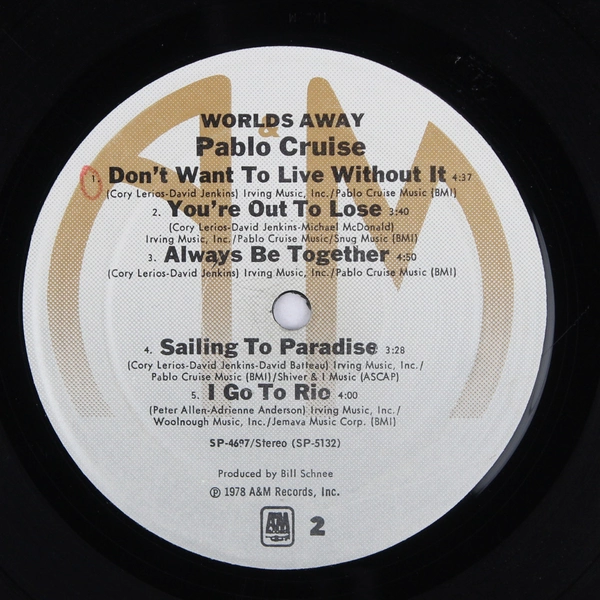 WORLDS AWAY
Pablo Cruise
1. Don't Want To Live Without It 4:37
(Cory Lerios-David Jenkins) Irving Music, Inc./Pablo Cruise Music (BMI)
2. You're Out To Lose 3:40
(Cory Lerios-David Jenkins-Michael McDonald)
Irving Music, Inc./Pablo Cruise Music/Snug Music (BMI)
3. Always Be Together 4:50
(Cory Lerios-David Jenkins) Irving Music, Inc./Pablo Cruise Music (BMI)
4. Sailing To Paradise 3:28
(Cory Lerios-David Jenkins-David Batteau) Irving Music, Inc./
Pablo Cruise Music (BMI)/Shiver & I Music (ASCAP)
5. I Go To Rio 4:00
(Peter Allen-Adrienne Anderson) Irving Music, Inc./
Woolnough Music, Inc./Jemava Music Corp. (BMI)
SP-4697/Stereo (SP-5132)
Produced by Bill Schnee
℗ 1978 A&M Records, Inc.
A&M 2